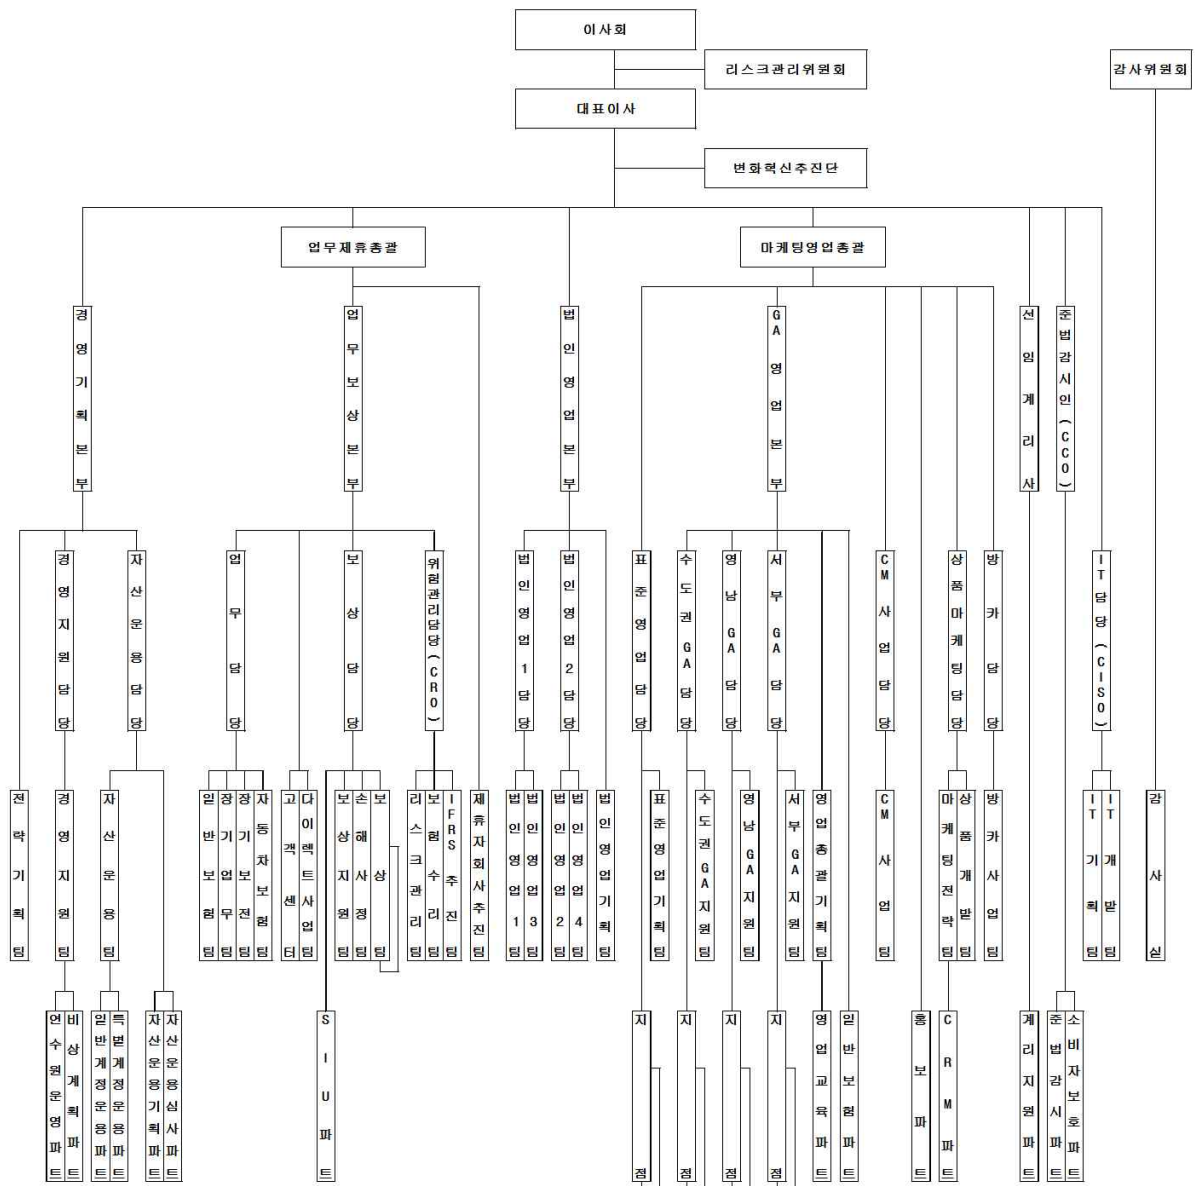 이사회
리스크관리위원회
감사위원회
대표이사
변화혁신추진단
업무제휴총괄
마케팅영업총괄
경영기획본부
업무보상본부
법인영업본부
GA영업본부
선임계리사
준법감시인(CCO)
경영지원담당
자산운용담당
업무담당
보상담당
위험관리담당(CRO)
법인영업1담당
법인영업2담당
표준영업담당
수도권GA담당
영남GA담당
서부GA담당
CM사업담당
상품마케팅담당
방카담당
IT담당(CISO)
전략기획팀
경영지원팀
자산운용팀
일반보험팀
장기업무팀
장기보전팀
자동차보험팀
고객센터
다이렉트사업팀
보상지원팀
손해사정팀
보상팀
리스크관리팀
보험수리팀
IFRS추진팀
제휴자회사추진팀
법인영업1팀
법인영업3팀
법인영업2팀
법인영업4팀
법인영업기획팀
표준영업기획팀
수도권GA지원팀
영남GA지원팀
서부GA지원팀
영업총괄기획팀
CM사업팀
마케팅전략팀
상품개발팀
방카사업팀
IT기획팀
IT개발팀
감사실
연수원운영파트
비상계획파트
일반계정운용파트
특별계정운용파트
자산운용기획파트
자산운용심사파트
SIU파트
지점
지점
지점
지점
영업교육파트
일반보험파트
홍보파트
CRM파트
계리지원파트
준법감시파트
소비자보호파트